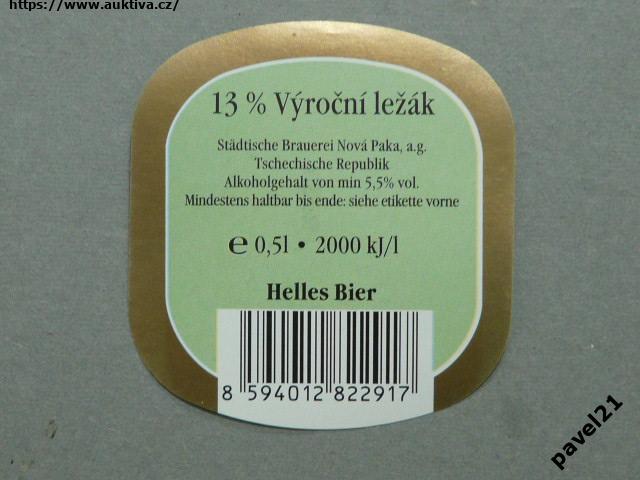 https://www.auktiva.cz/
13 % Výroční ležák
Städtische Brauerei Nová Paka, a.g.
Tschechische Republik
Alkoholgehalt von min 5,5% vol.
Mindestens haltbar bis ende: siehe etikette vorne
℮ 0,5l • 2000 kJ/l
Helles Bier
8 594012 822917
pavel21